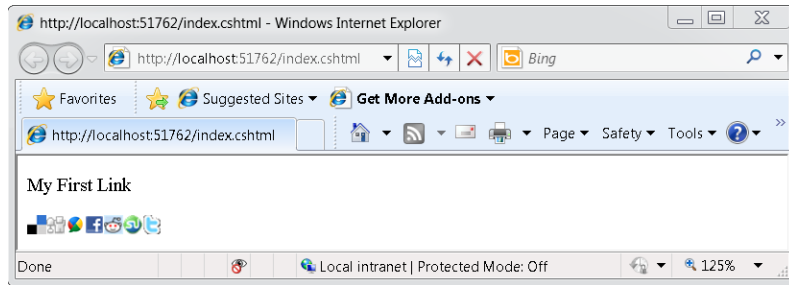 http://localhost:51762/index.cshtml - Windows Internet Explorer
http://localhost:51762/index.cshtml Bing
Favorites Suggested Sites Get More Add-ons
http://localhost:51762/index.cshtml Page Safety Tools
My First Link
Done Local intranet | Protected Mode: Off 125%